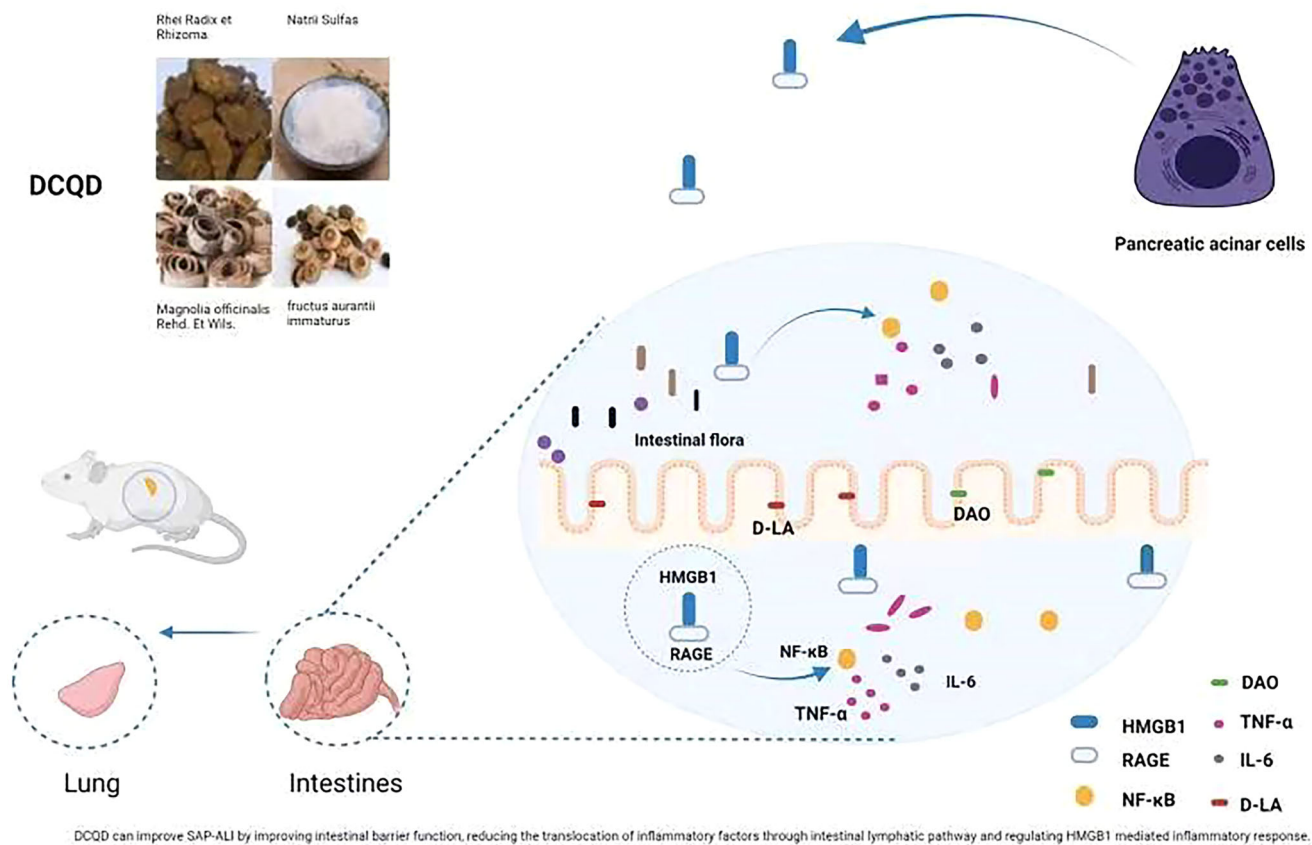 Rhei Radix et
Rhizoma.
Natrii Sulfas
DCQD
Magnolia officinalis
Rehd. Et Wils.
fructus aurantii
immaturus
Pancreatic acinar cells
Intestinal flora
D-LA
DAO
HMGB1
RAGE
NF-κB
IL-6
TNF-α
Lung
Intestines
HMGB1
RAGE
NF-κB
DAO
TNF-α
IL-6
D-LA
DCQD can improve SAP-ALI by improving intestinal barrier function, reducing the translocation of inflammatory factors through intestinal lymphatic pathway and regulating HMGB1 mediated inflammatory response.